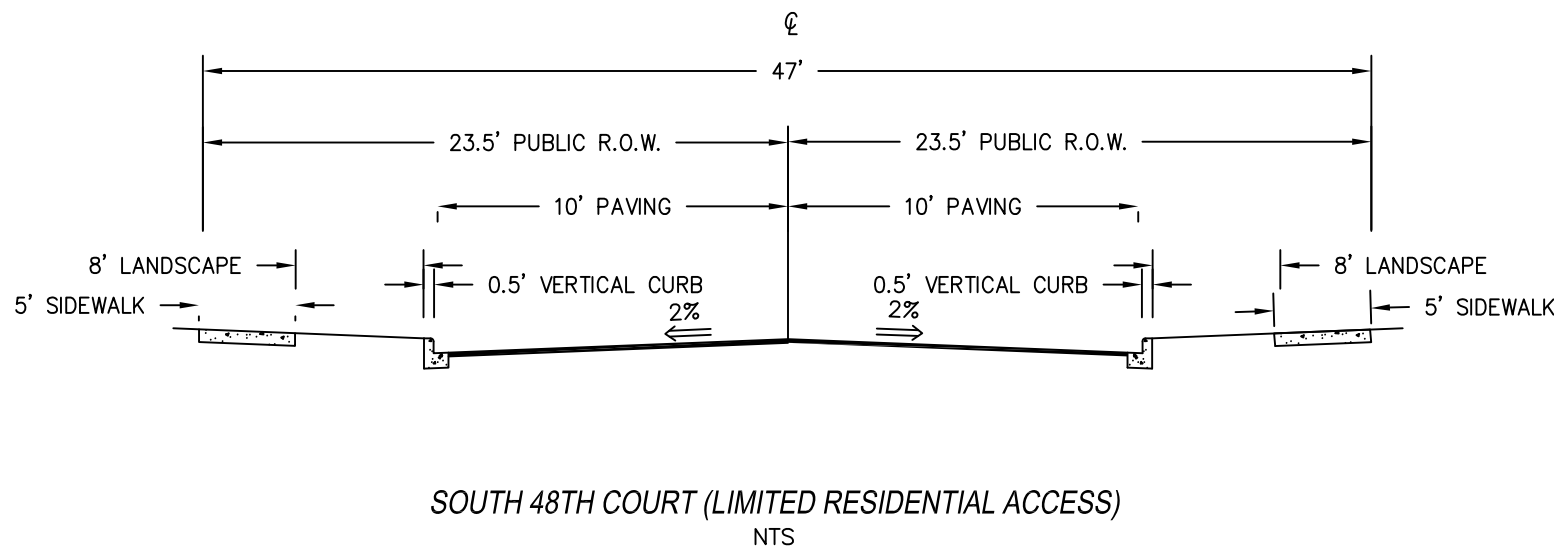 ℄
47'
23.5' PUBLIC R.O.W. 23.5' PUBLIC R.O.W.
10' PAVING 10' PAVING
8' LANDSCAPE 8' LANDSCAPE
0.5' VERTICAL CURB 0.5' VERTICAL CURB
5' SIDEWALK 5' SIDEWALK
2% 2%
SOUTH 48TH COURT (LIMITED RESIDENTIAL ACCESS)
NTS